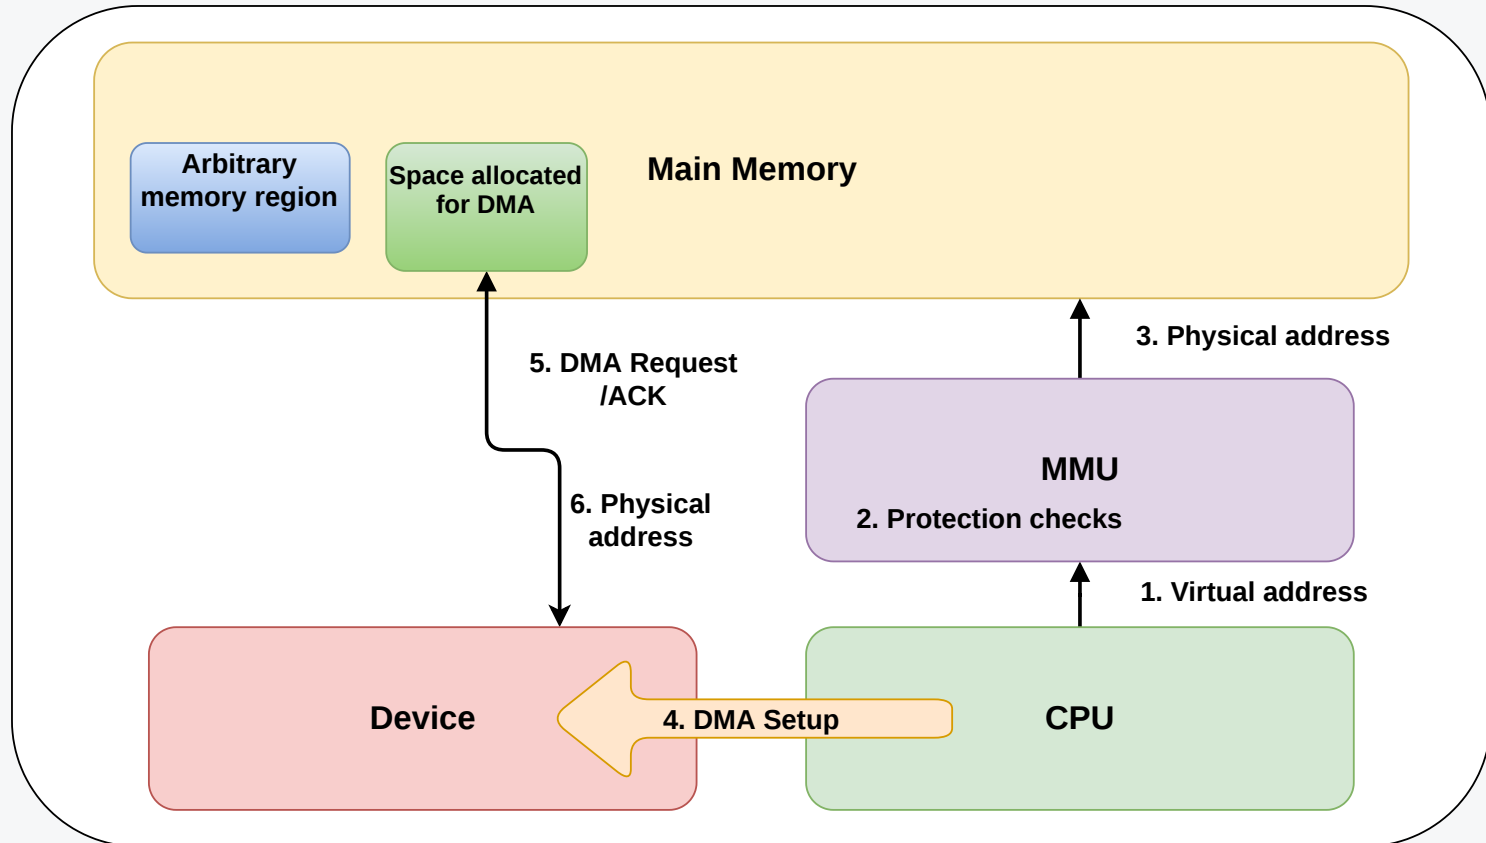 Arbitrary
memory region
Space allocated
for DMA
Main Memory
3. Physical address
5. DMA Request
/ACK
MMU
2. Protection checks
6. Physical
address
1. Virtual address
Device
4. DMA Setup
CPU